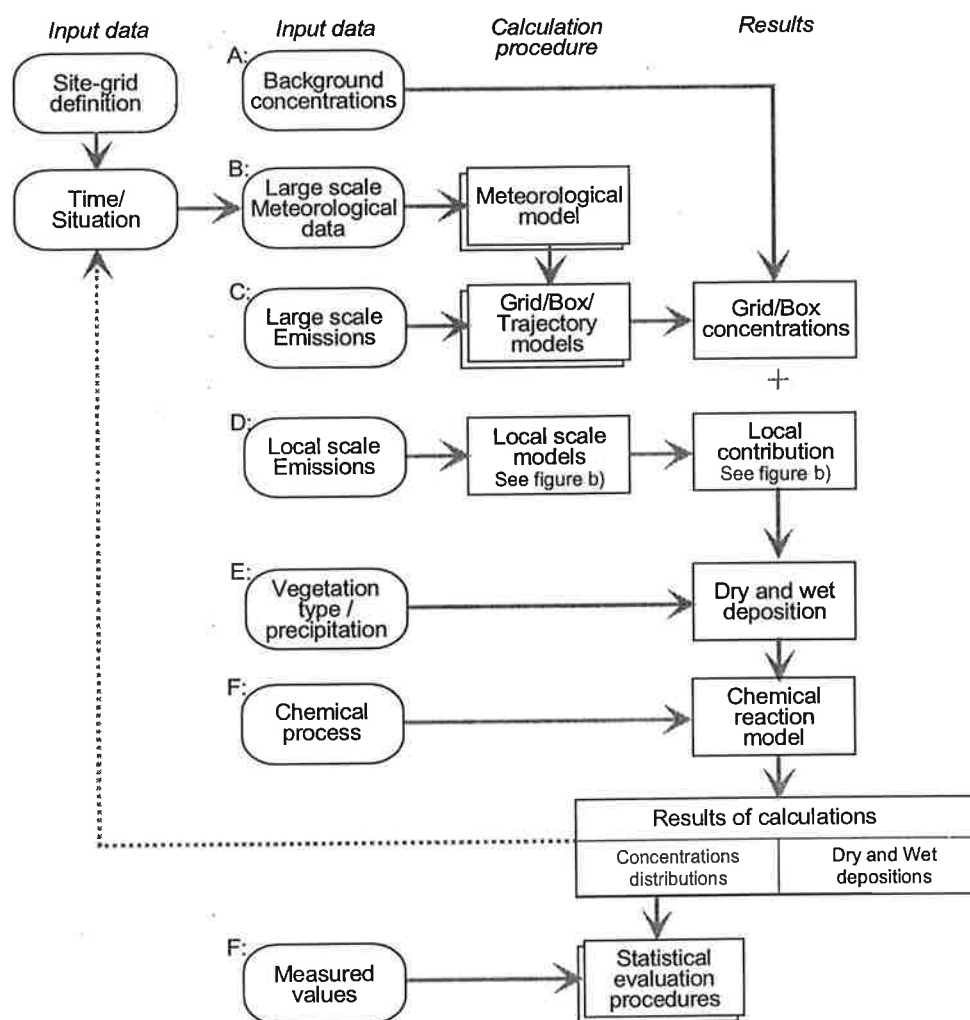 Input data
Input data
Calculation
procedure
Results
Site-grid
definition
A:
Background
concentrations
Time/
Situation
B:
Large scale
Meteorological
data
Meteorological
model
C:
Large scale
Emissions
Grid/Box/
Trajectory
models
Grid/Box
concentrations
+
D:
Local scale
Emissions
Local scale
models
See figure b)
Local
contribution
See figure b)
E:
Vegetation
type /
precipitation
Dry and wet
deposition
F:
Chemical
process
Chemical
reaction
model
Results of calculations
Concentrations
distributions
Dry and Wet
depositions
F:
Measured
values
Statistical
evaluation
procedures